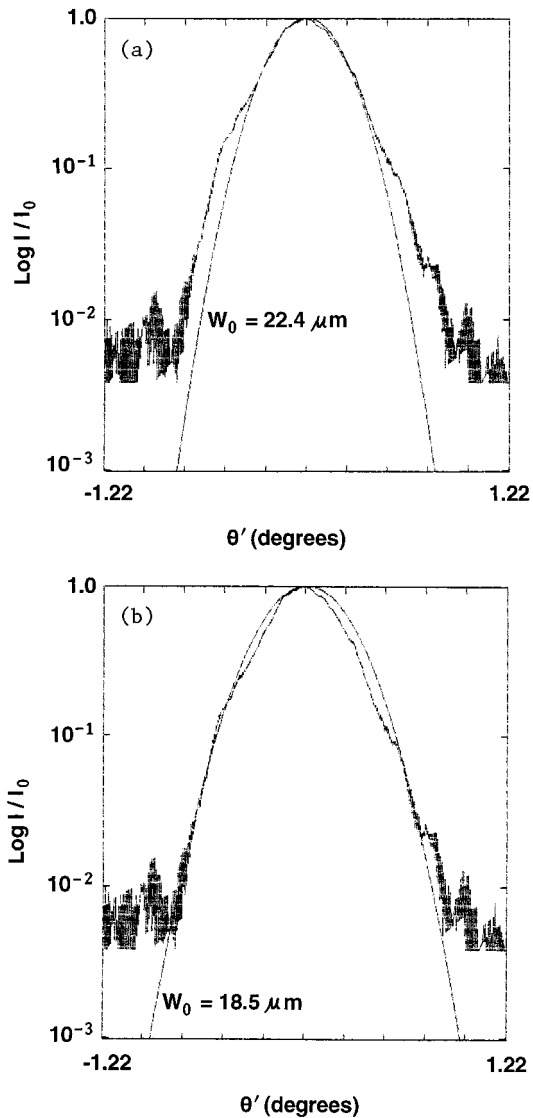 (a)
1.0
10⁻¹
10⁻²
10⁻³
Log I / I₀
W₀ = 22.4 μm
-1.22
1.22
θ′ (degrees)
(b)
1.0
10⁻¹
10⁻²
10⁻³
Log I / I₀
W₀ = 18.5 μm
-1.22
1.22
θ′ (degrees)